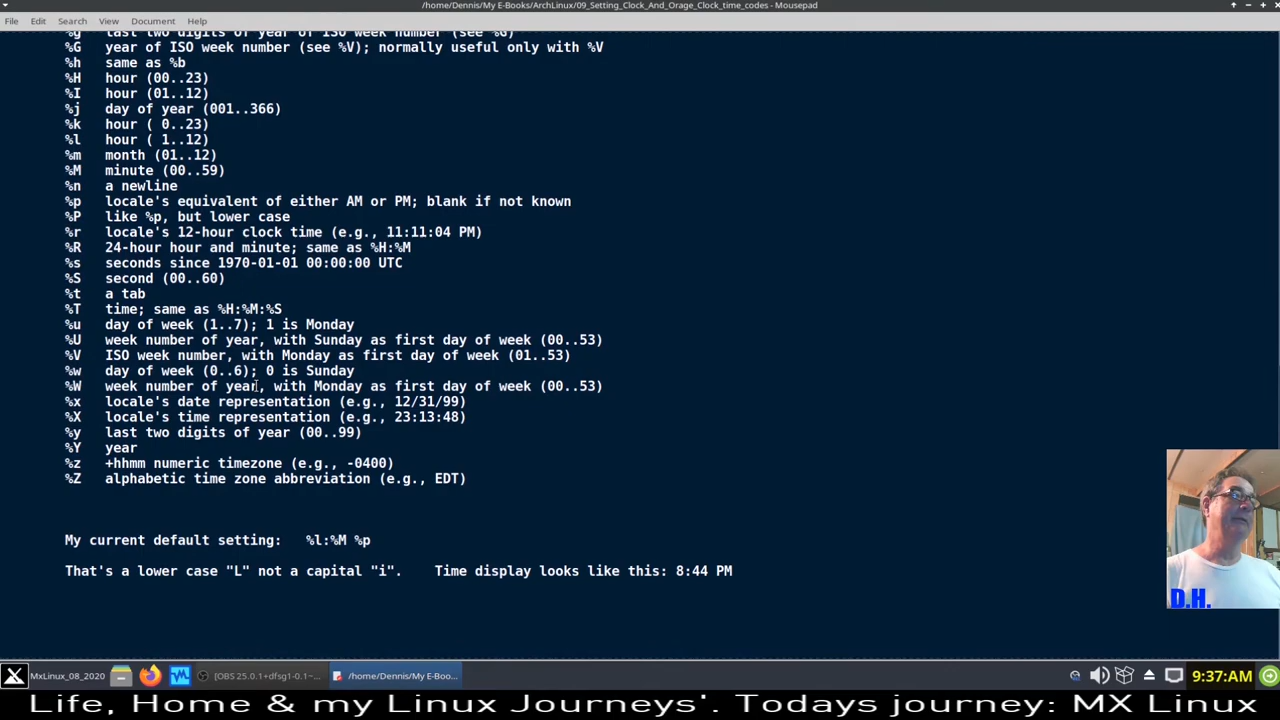 /home/Dennis/My E-Books/ArchLinux/09_Setting_Clock_And_Orage_Clock_time_codes - Mousepad
File Edit Search View Document Help
%g last two digits of year of ISO week number (see %G)
%G year of ISO week number (see %V); normally useful only with %V
%h same as %b
%H hour (00..23)
%I hour (01..12)
%j day of year (001..366)
%k hour ( 0..23)
%l hour ( 1..12)
%m month (01..12)
%M minute (00..59)
%n a newline
%p locale's equivalent of either AM or PM; blank if not known
%P like %p, but lower case
%r locale's 12-hour clock time (e.g., 11:11:04 PM)
%R 24-hour hour and minute; same as %H:%M
%s seconds since 1970-01-01 00:00:00 UTC
%S second (00..60)
%t a tab
%T time; same as %H:%M:%S
%u day of week (1..7); 1 is Monday
%U week number of year, with Sunday as first day of week (00..53)
%V ISO week number, with Monday as first day of week (01..53)
%w day of week (0..6); 0 is Sunday
%W week number of year, with Monday as first day of week (00..53)
%x locale's date representation (e.g., 12/31/99)
%X locale's time representation (e.g., 23:13:48)
%y last two digits of year (00..99)
%Y year
%z +hhmm numeric timezone (e.g., -0400)
%Z alphabetic time zone abbreviation (e.g., EDT)
My current default setting: %l:%M %p
That's a lower case "L" not a capital "i". Time display looks like this: 8:44 PM
D.H.
MxLinux_08_2020 [OBS 25.0.1+dfsg1-0.1~... /home/Dennis/My E-Boo... 9:37:AM
Life, Home & my Linux Journeys'. Todays journey: MX Linux